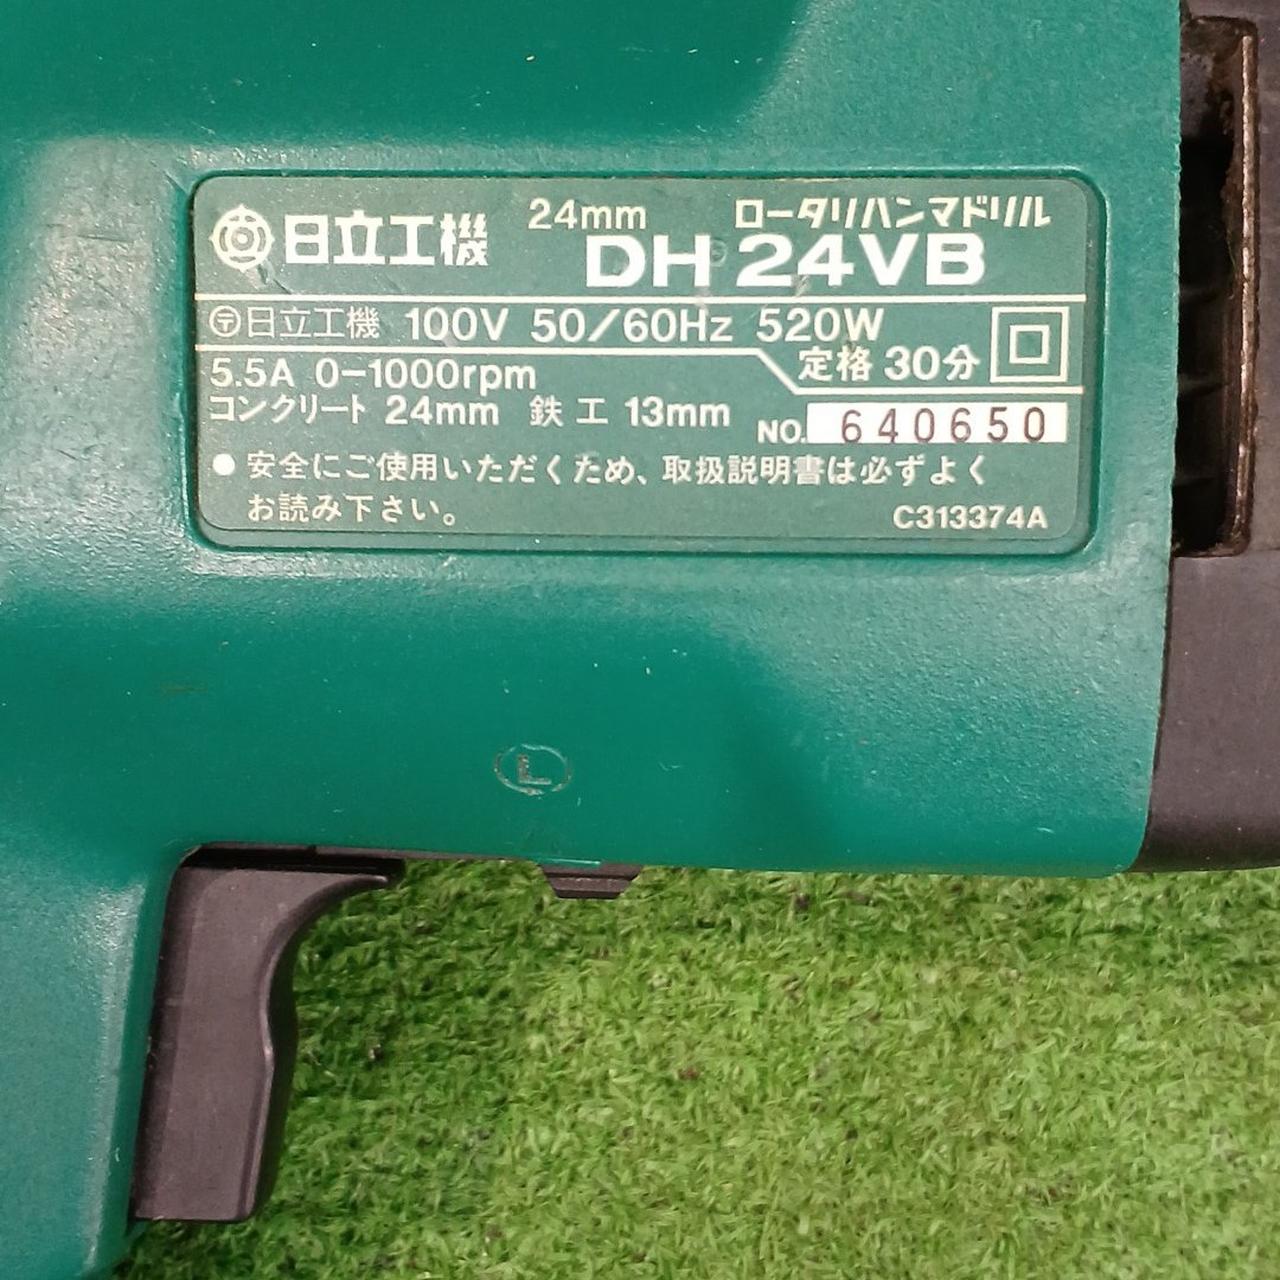 日立工機 24mm ロータリハンマドリル
DH 24VB
〒日立工機 100V 50/60Hz 520W
定格 30分
5.5A 0-1000rpm
コンクリート 24mm 鉄工 13mm
NO. 640650
● 安全にご使用いただくため、取扱説明書は必ずよく
お読み下さい。
C313374A
L